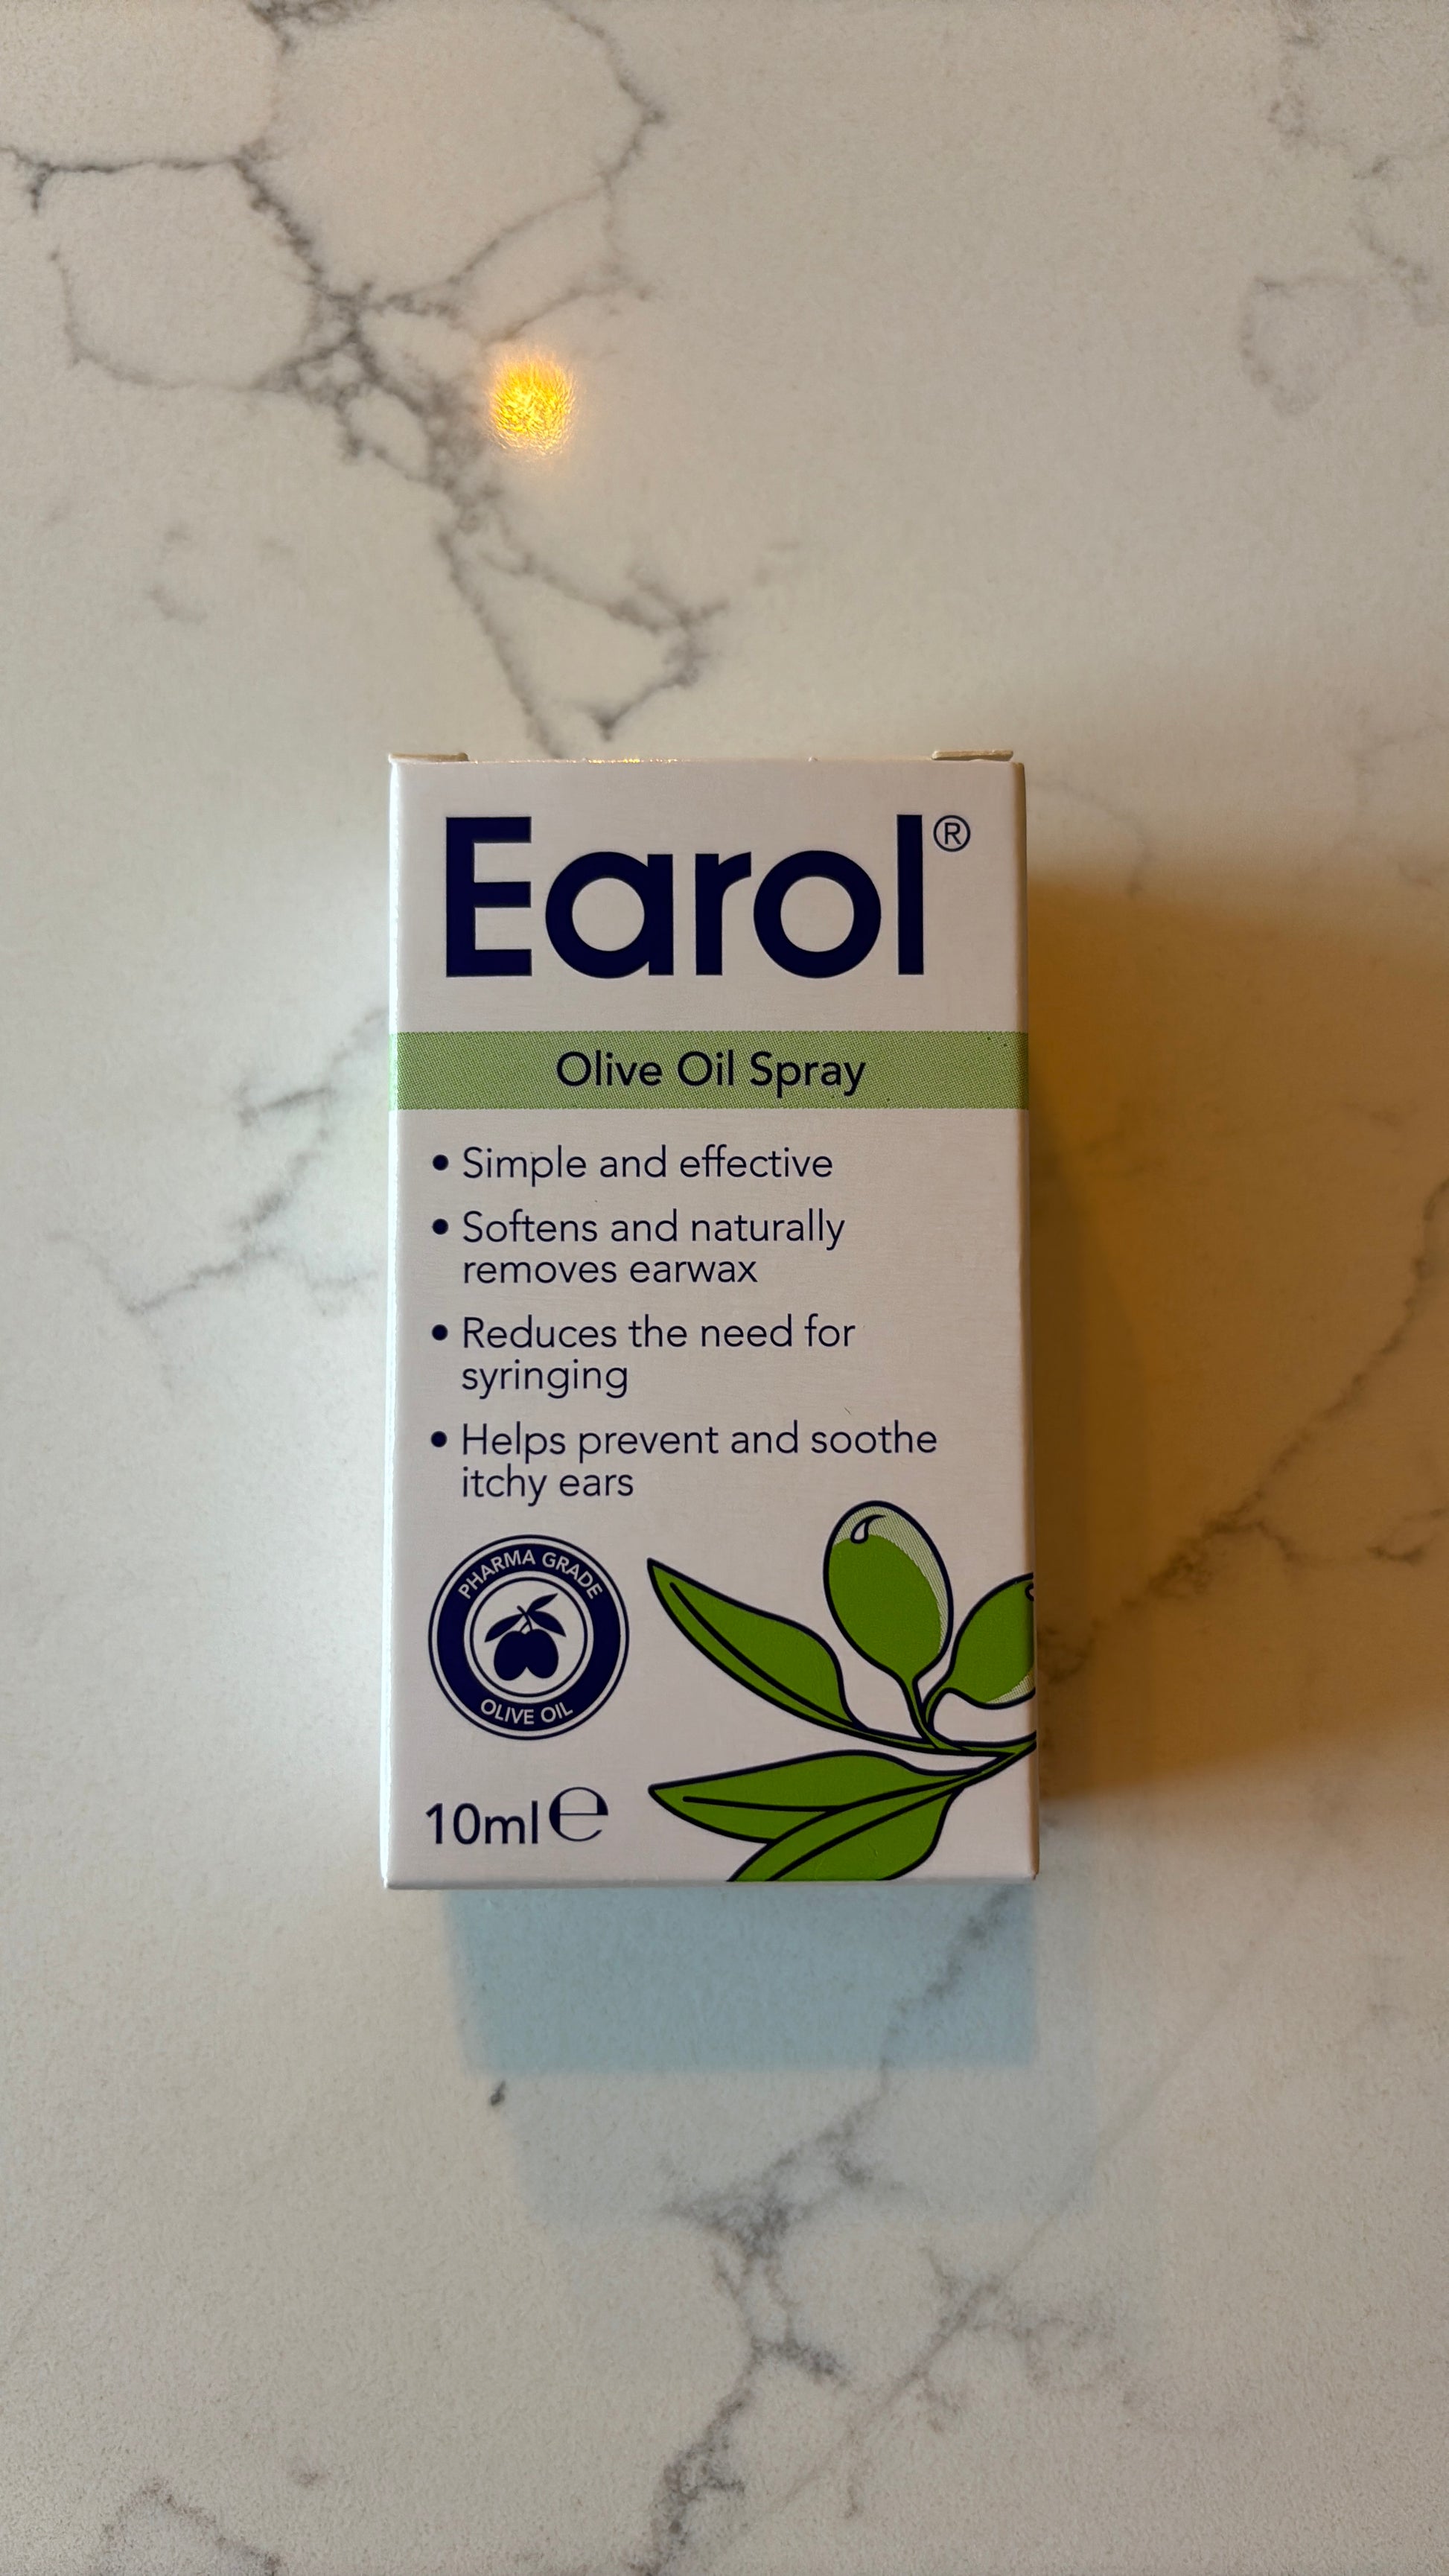 Earol®
Olive Oil Spray
• Simple and effective
• Softens and naturally
removes earwax
• Reduces the need for
syringing
• Helps prevent and soothe
itchy ears
PHARMA GRADE
OLIVE OIL
10ml ℮